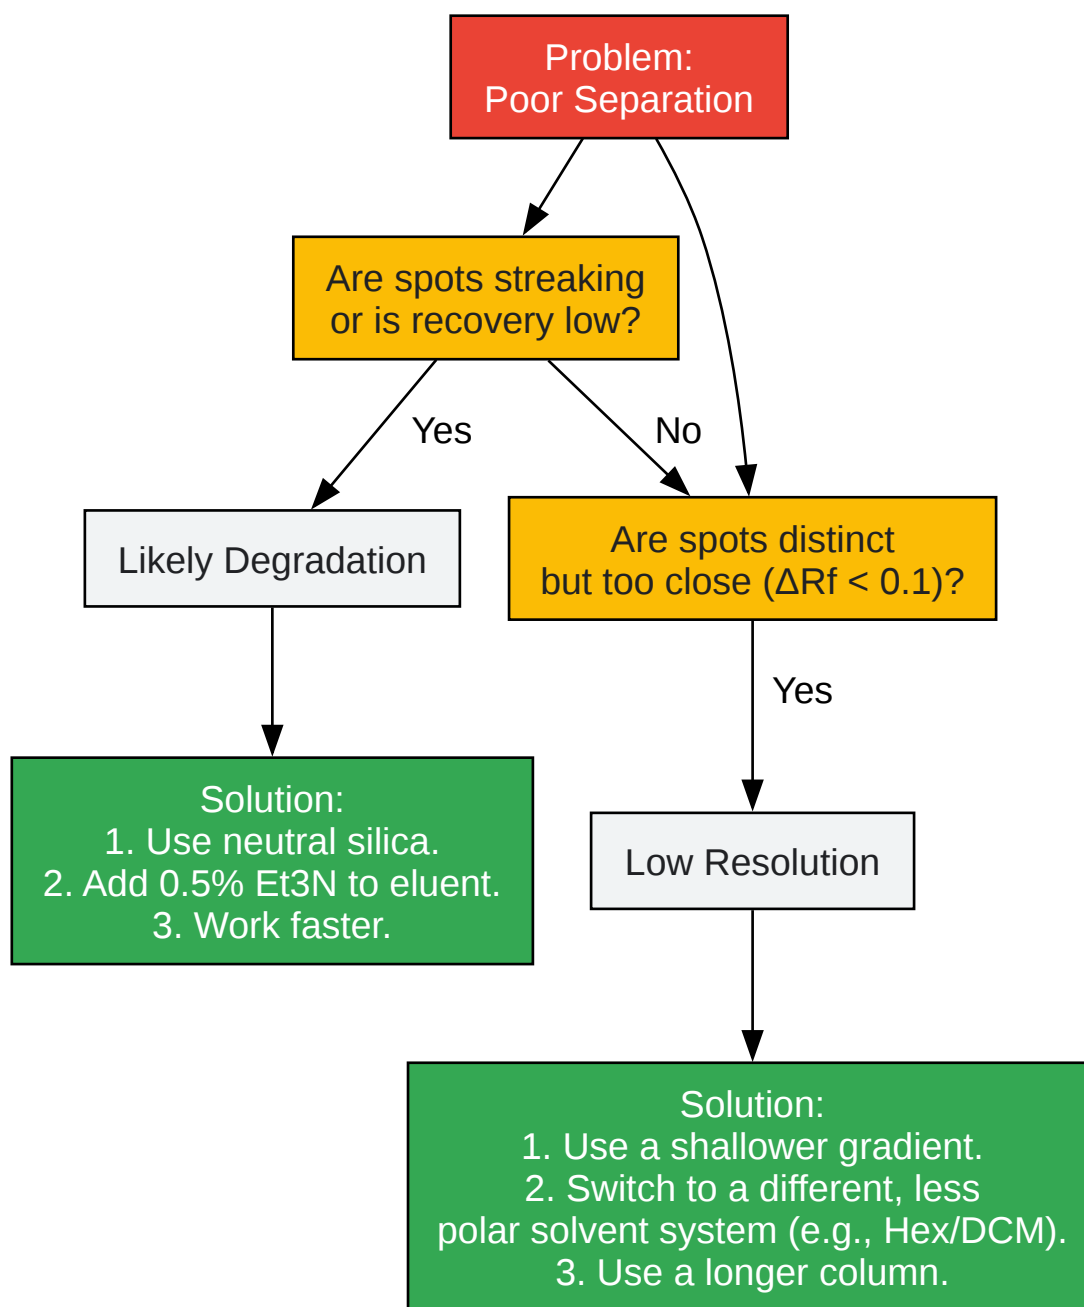 Problem:
Poor Separation
Are spots streaking
or is recovery low?
Yes
No
Likely Degradation
Are spots distinct
but too close (ΔRf < 0.1)?
Yes
Solution:
1. Use neutral silica.
2. Add 0.5% Et3N to eluent.
3. Work faster.
Low Resolution
Solution:
1. Use a shallower gradient.
2. Switch to a different, less
polar solvent system (e.g., Hex/DCM).
3. Use a longer column.